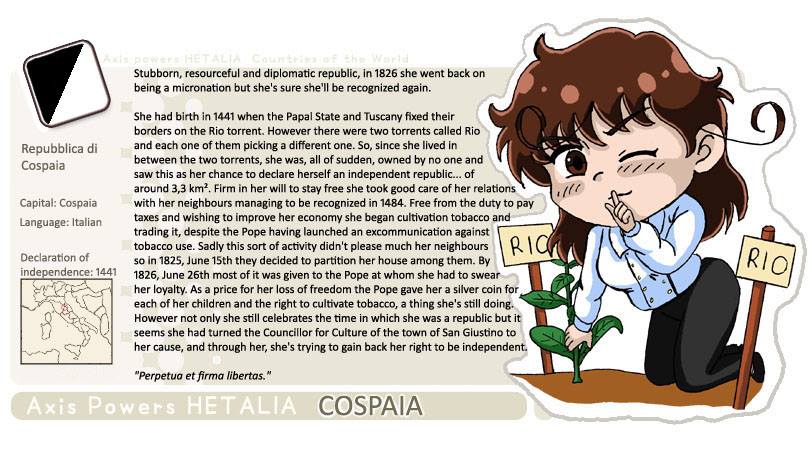 Axis powers HETALIA Countries of the World
Stubborn, resourceful and diplomatic republic, in 1826 she went back on
being a micronation but she's sure she'll be recognized again.
She had birth in 1441 when the Papal State and Tuscany fixed their
borders on the Rio torrent. However there were two torrents called Rio
and each one of them picking a different one. So, since she lived in
between the two torrents, she was, all of sudden, owned by no one and
saw this as her chance to declare herself an independent republic... of
around 3,3 km². Firm in her will to stay free she took good care of her relations
with her neighbours managing to be recognized in 1484. Free from the duty to pay
taxes and wishing to improve her economy she began cultivation tobacco and
trading it, despite the Pope having launched an excommunication against
tobacco use. Sadly this sort of activity didn't please much her neighbours
so in 1825, June 15th they decided to partition her house among them. By
1826, June 26th most of it was given to the Pope at whom she had to swear
her loyalty. As a price for her loss of freedom the Pope gave her a silver coin for
each of her children and the right to cultivate tobacco, a thing she's still doing.
However not only she still celebrates the time in which she was a republic but it
seems she had turned the Councillor for Culture of the town of San Giustino to
her cause, and through her, she's trying to gain back her right to be independent.
"Perpetua et firma libertas."
Repubblica di
Cospaia
Capital: Cospaia
Language: Italian
Declaration of
independence: 1441
RIO
RIO
Axis Powers HETALIA COSPAIA